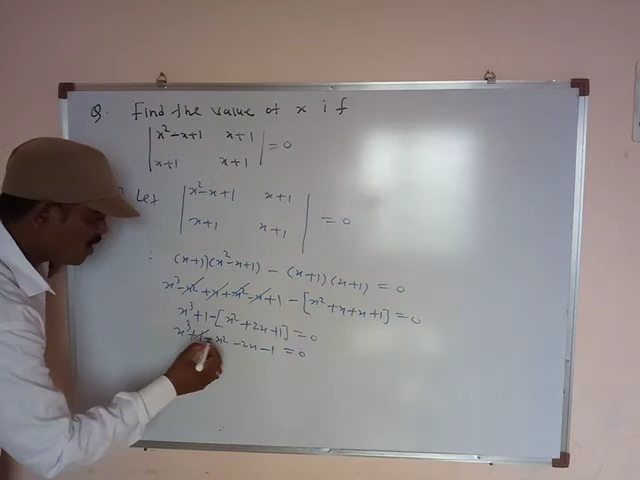 Q. Find the value of x if
| x²-x+1 x+1 |
| x+1 x+1 | = 0
Let | x²-x+1 x+1 |
| x+1 x+1 | = 0
: (x+1)(x²-x+1) - (x+1)(x+1) = 0
x³-x²+x+x²-x+1 - [x²+x+x+1] = 0
x³+1-[x²+2x+1] = 0
x³+1-x²-2x-1 = 0